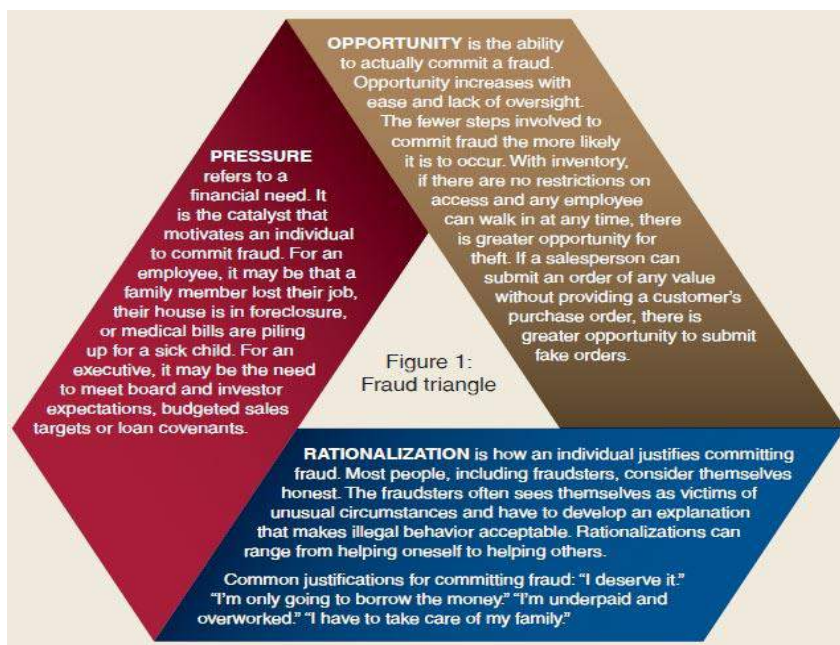 OPPORTUNITY is the ability
to actually commit a fraud.
Opportunity increases with
ease and lack of oversight.
The fewer steps involved to
commit fraud the more likely
it is to occur. With inventory,
if there are no restrictions on
access and any employee
can walk in at any time, there
is greater opportunity for
theft. If a salesperson can
submit an order of any value
without providing a customer's
purchase order, there is
greater opportunity to submit
fake orders.
PRESSURE
refers to a
financial need. It
is the catalyst that
motivates an individual
to commit fraud. For an
employee, it may be that a
family member lost their job,
their house is in foreclosure,
or medical bills are piling
up for a sick child. For an
executive, it may be the need
to meet board and investor
expectations, budgeted sales
targets or loan covenants.
Figure 1:
Fraud triangle
RATIONALIZATION is how an individual justifies committing
fraud. Most people, including fraudsters, consider themselves
honest. The fraudsters often sees themselves as victims of
unusual circumstances and have to develop an explanation
that makes illegal behavior acceptable. Rationalizations can
range from helping oneself to helping others.
Common justifications for committing fraud: "I deserve it."
"I'm only going to borrow the money." "I'm underpaid and
overworked." "I have to take care of my family."